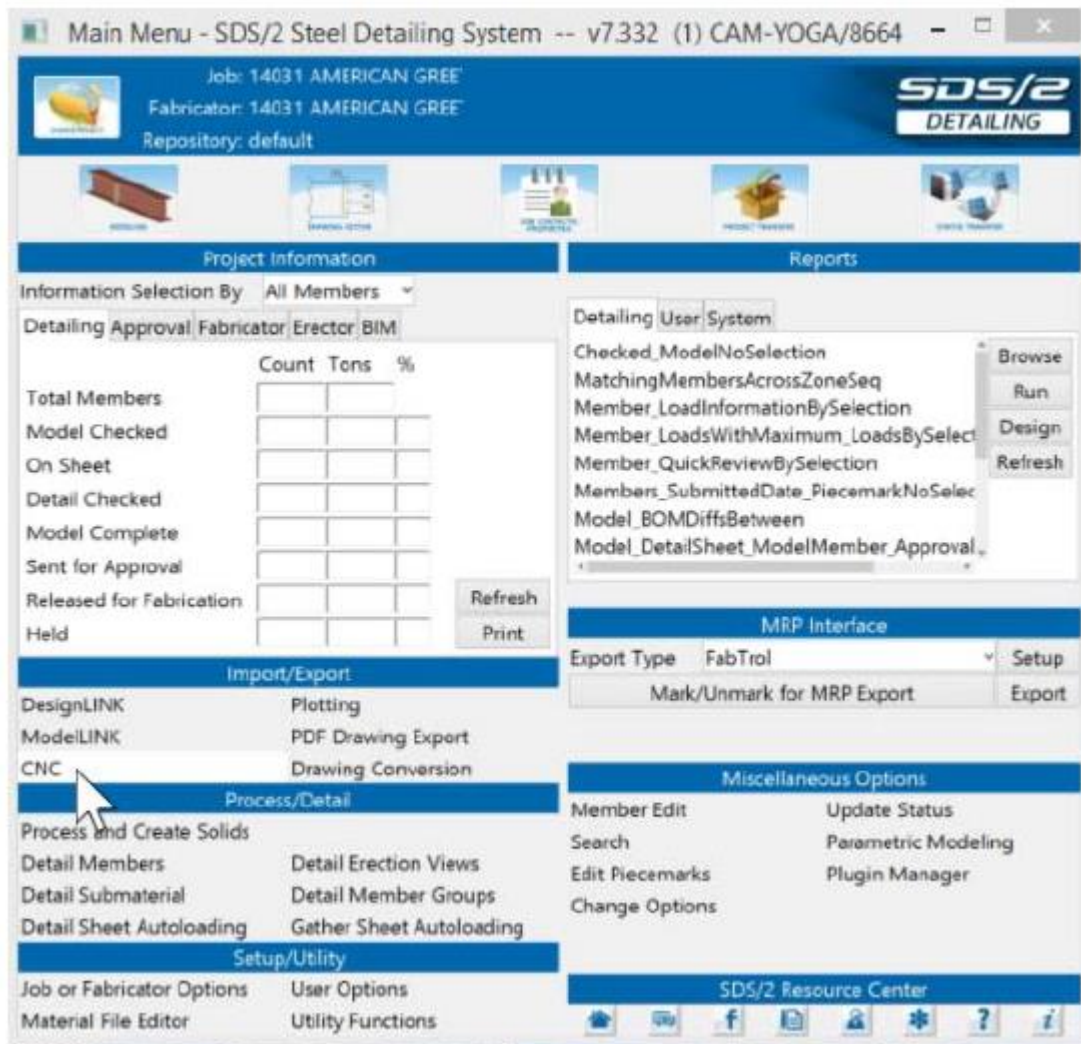 Main Menu - SDS/2 Steel Detailing System -- v7.332 (1) CAM-YOGA/8664
Job: 14031 AMERICAN GREE
Fabricator: 14031 AMERICAN GREE
Repository: default
SDS/2
DETAILING
Project Information
Information Selection By All Members
Detailing Approval Fabricator Erector BIM
Count Tons %
Total Members
Model Checked
On Sheet
Detail Checked
Model Complete
Sent for Approval
Released for Fabrication
Held
Refresh
Print
Import/Export
DesignLINK Plotting
ModelLINK PDF Drawing Export
CNC Drawing Conversion
Process/Detail
Process and Create Solids
Detail Members Detail Erection Views
Detail Submaterial Detail Member Groups
Detail Sheet Autoloading Gather Sheet Autoloading
Setup/Utility
Job or Fabricator Options User Options
Material File Editor Utility Functions
Reports
Detailing User System
Checked_ModelNoSelection
MatchingMembersAcrossZoneSeq
Member_LoadInformationBySelection
Member_LoadsWithMaximum_LoadsBySelect
Member_QuickReviewBySelection
Members_SubmittedDate_PiecemarkNoSelec
Model_BOMDiffsBetween
Model_DetailSheet_ModelMember_Approval
Browse
Run
Design
Refresh
MRP Interface
Export Type FabTrol Setup
Mark/Unmark for MRP Export Export
Miscellaneous Options
Member Edit Update Status
Search Parametric Modeling
Edit Piecemarks Plugin Manager
Change Options
SDS/2 Resource Center